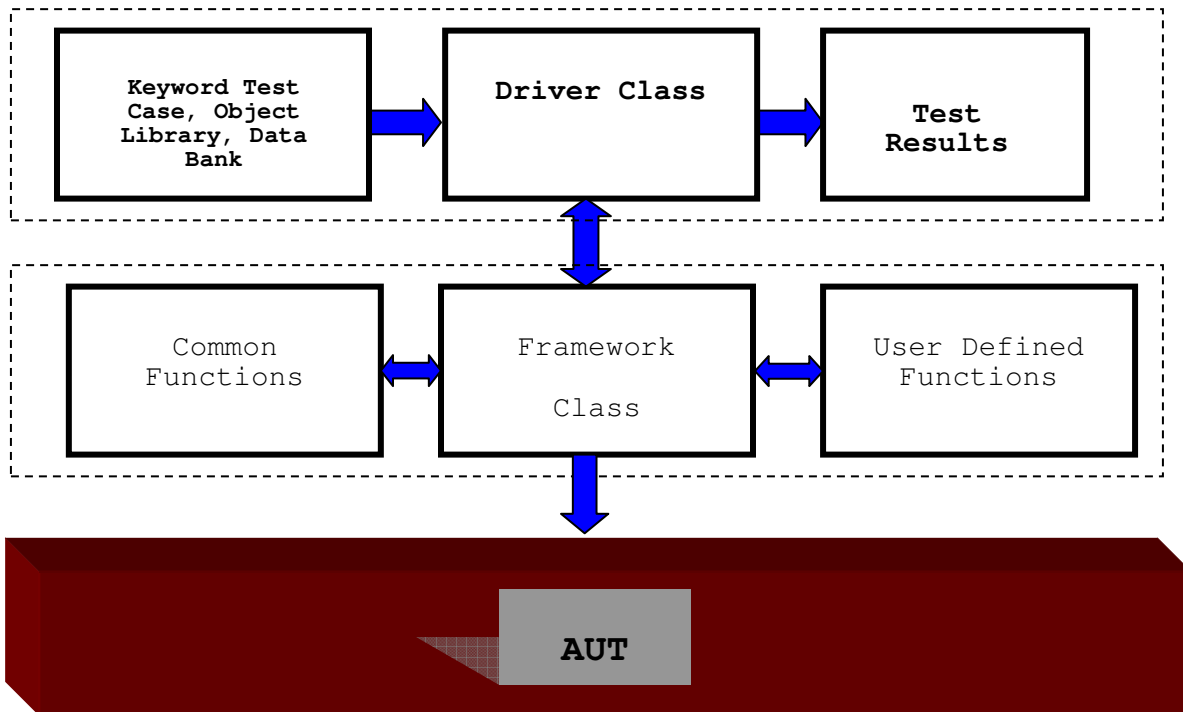 Keyword Test
Case, Object
Library, Data
Bank
Driver Class
Test
Results
Common
Functions
Framework
Class
User Defined
Functions
AUT